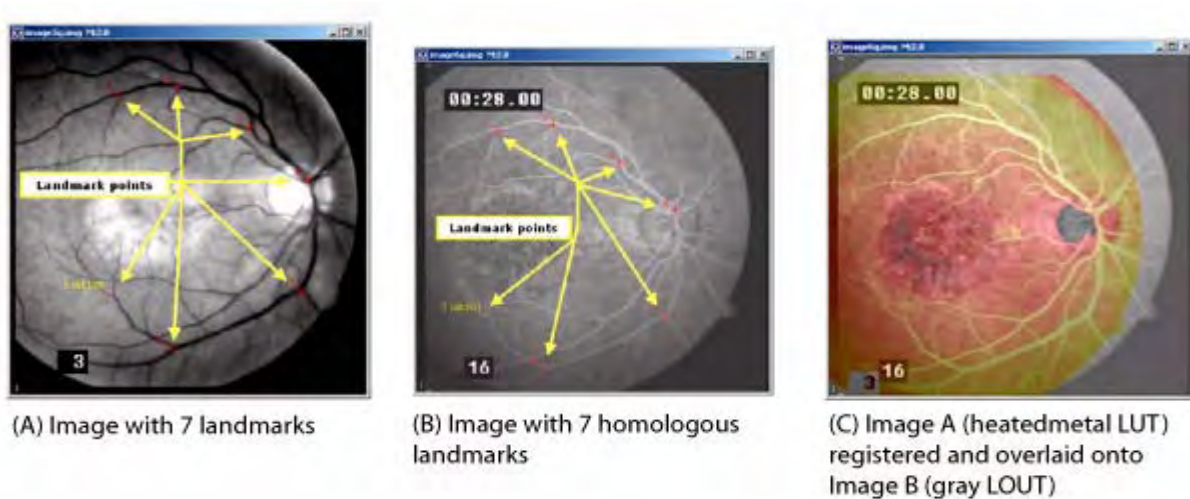 00:28.00
00:28.00
Landmark points
Landmark points
3
16
16
3
(A) Image with 7 landmarks
(B) Image with 7 homologous
landmarks
(C) Image A (heatedmetal LUT)
registered and overlaid onto
Image B (gray LOUT)